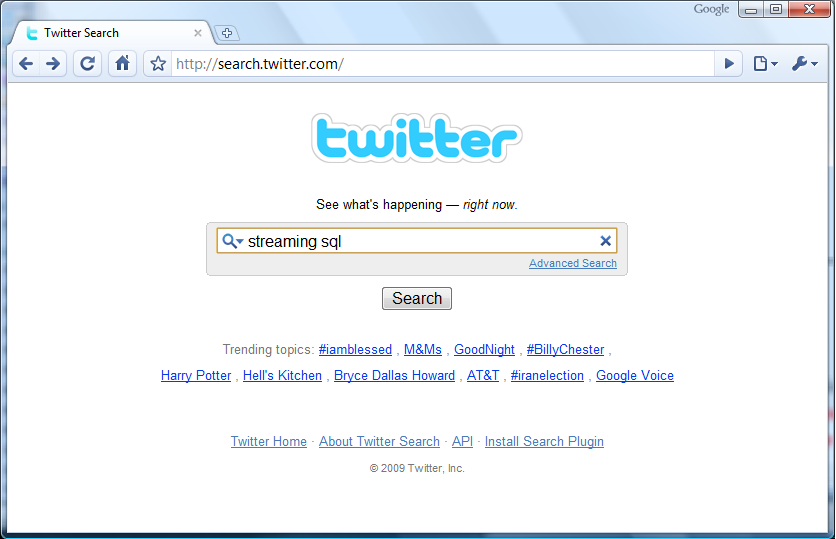 Google
Twitter Search
http://search.twitter.com/
twitter
See what's happening — right now.
streaming sql
Advanced Search
Search
Trending topics: #iamblessed , M&Ms , GoodNight , #BillyChester ,
Harry Potter , Hell's Kitchen , Bryce Dallas Howard , AT&T , #iranelection , Google Voice
Twitter Home · About Twitter Search · API · Install Search Plugin
© 2009 Twitter, Inc.